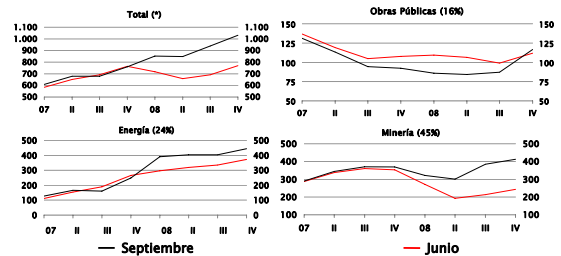 Total (*)
1.100 1.100
1.000 1.000
900 900
800 800
700 700
600 600
500 500
07 II III IV 08 II III IV
Obras Públicas (16%)
150 150
125 125
100 100
75 75
50 50
07 II III IV 08 II III IV
Energía (24%)
500 500
400 400
300 300
200 200
100 100
0 0
07 II III IV 08 II III IV
Minería (45%)
500 500
400 400
300 300
200 200
100 100
07 II III IV 08 II III IV
Septiembre Junio